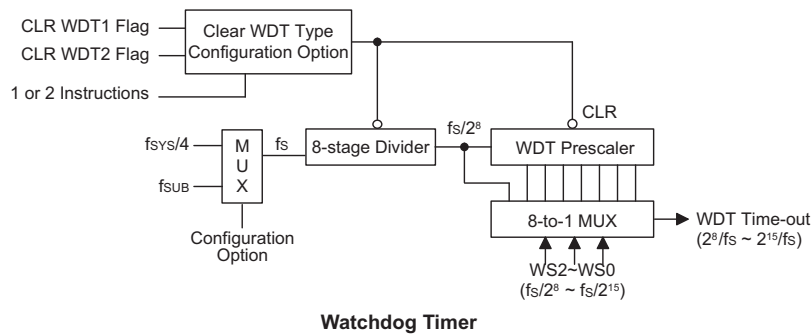 CLR WDT1 Flag
CLR WDT2 Flag
1 or 2 Instructions
Clear WDT Type
Configuration Option
CLR
fSYS/4
fSUB
M
U
X
Configuration
Option
fS
8-stage Divider
fS/2⁸
WDT Prescaler
8-to-1 MUX
WDT Time-out
(2⁸/fS ~ 2¹⁵/fS)
WS2~WS0
(fS/2⁸ ~ fS/2¹⁵)
Watchdog Timer